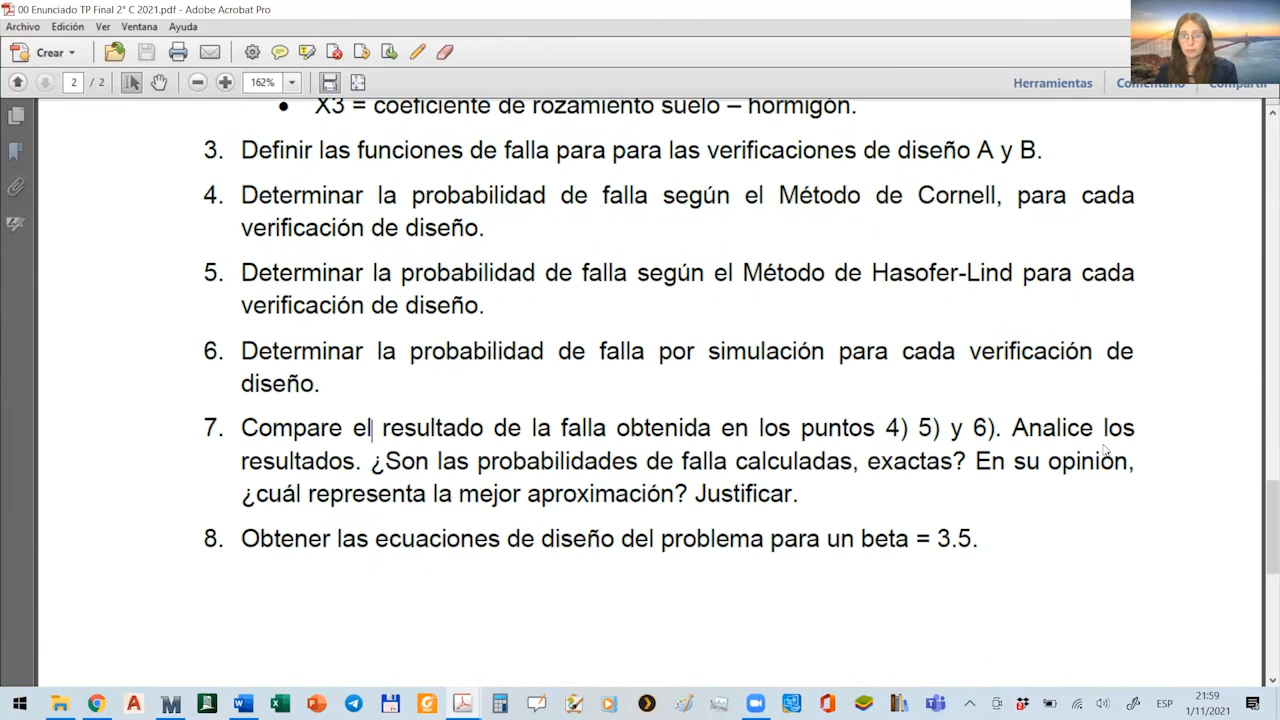 00 Enunciado TP Final 2° C 2021.pdf - Adobe Acrobat Pro
Archivo Edición Ver Ventana Ayuda
Crear
2 / 2 162% Herramientas Comentario Compartir
• X3 = coeficiente de rozamiento suelo – hormigón.
3. Definir las funciones de falla para para las verificaciones de diseño A y B.
4. Determinar la probabilidad de falla según el Método de Cornell, para cada
verificación de diseño.
5. Determinar la probabilidad de falla según el Método de Hasofer-Lind para cada
verificación de diseño.
6. Determinar la probabilidad de falla por simulación para cada verificación de
diseño.
7. Compare el resultado de la falla obtenida en los puntos 4) 5) y 6). Analice los
resultados. ¿Son las probabilidades de falla calculadas, exactas? En su opinión,
¿cuál representa la mejor aproximación? Justificar.
8. Obtener las ecuaciones de diseño del problema para un beta = 3.5.
ESP
21:59
1/11/2021